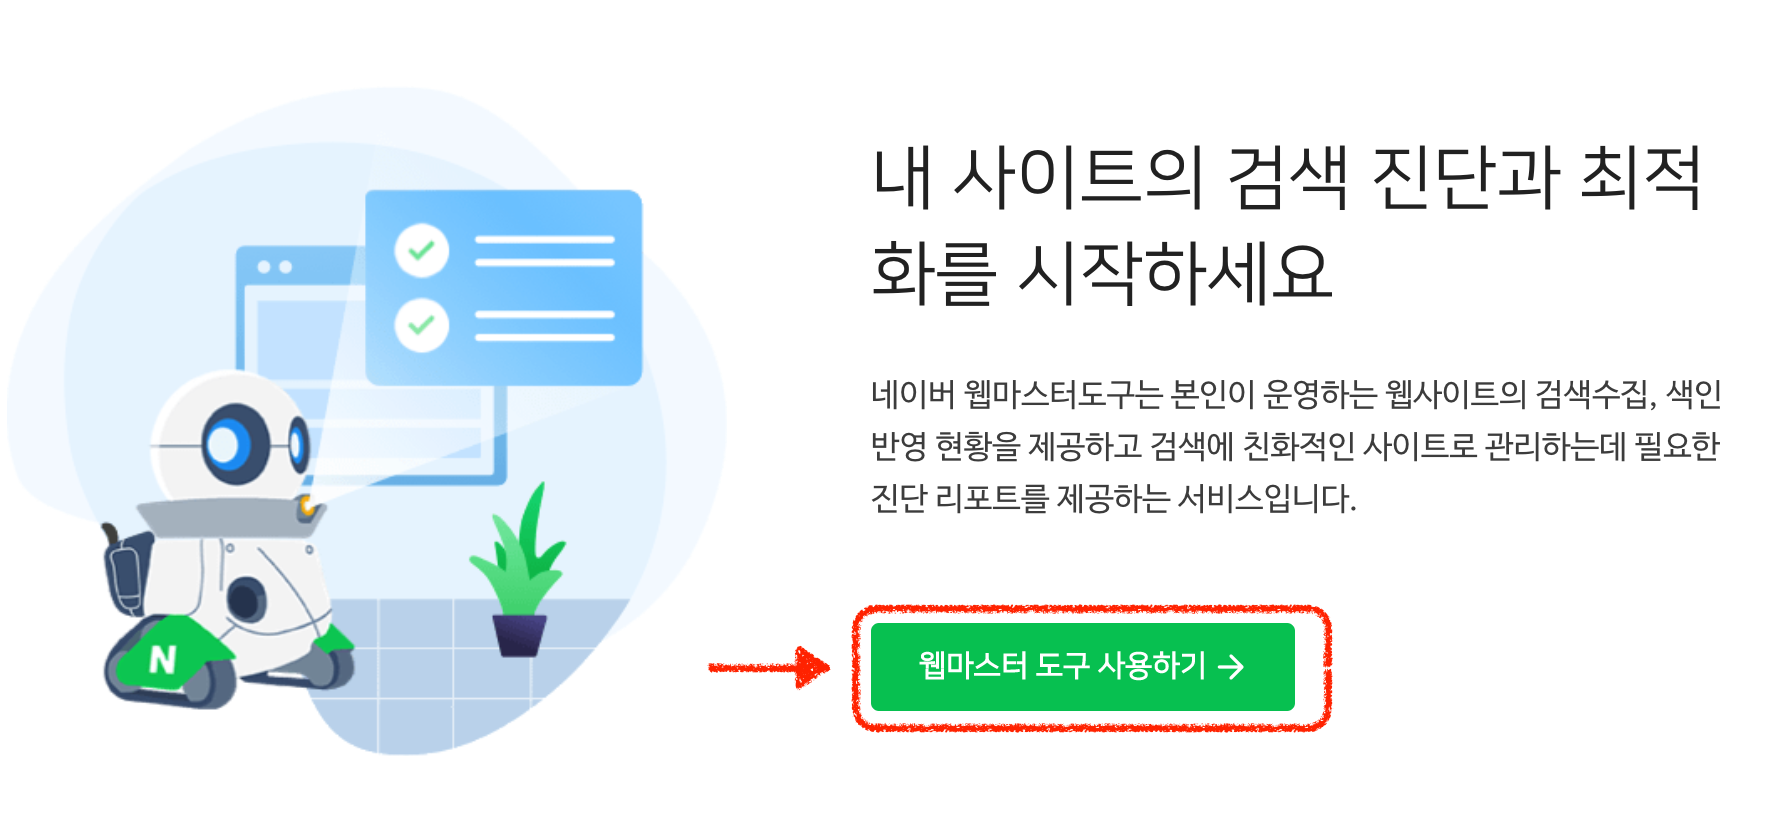 내 사이트의 검색 진단과 최적
화를 시작하세요
네이버 웹마스터도구는 본인이 운영하는 웹사이트의 검색수집, 색인
반영 현황을 제공하고 검색에 친화적인 사이트로 관리하는데 필요한
진단 리포트를 제공하는 서비스입니다.
N
웹마스터 도구 사용하기 →